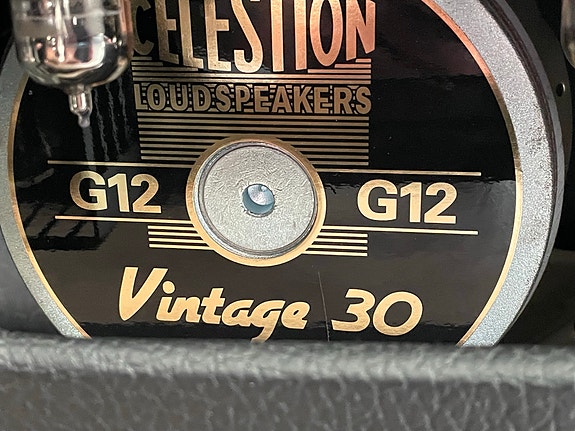 CELESTION
LOUDSPEAKERS
G12 G12
Vintage 30